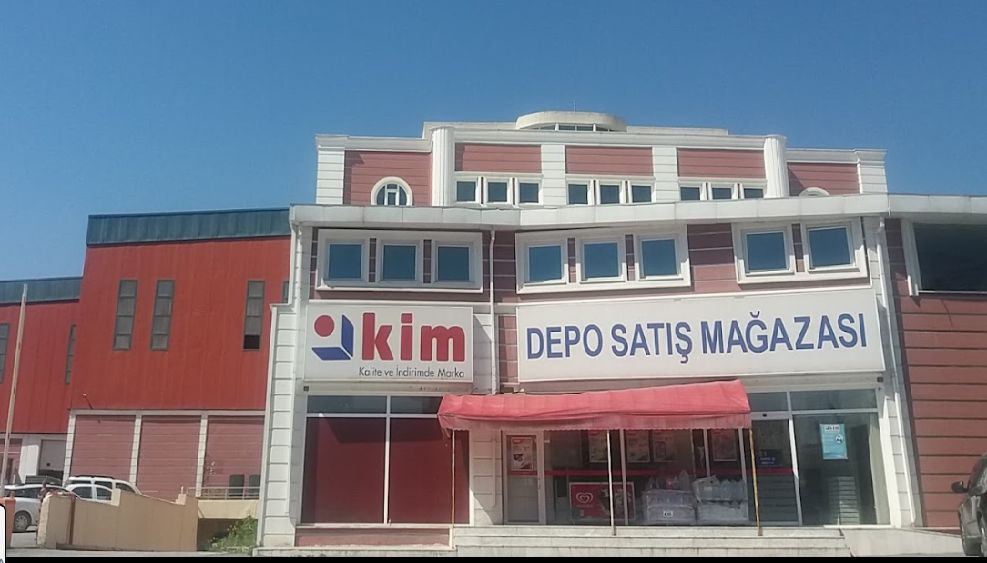 kim
Kalite ve İndirimde Marka
DEPO SATIŞ MAĞAZASI